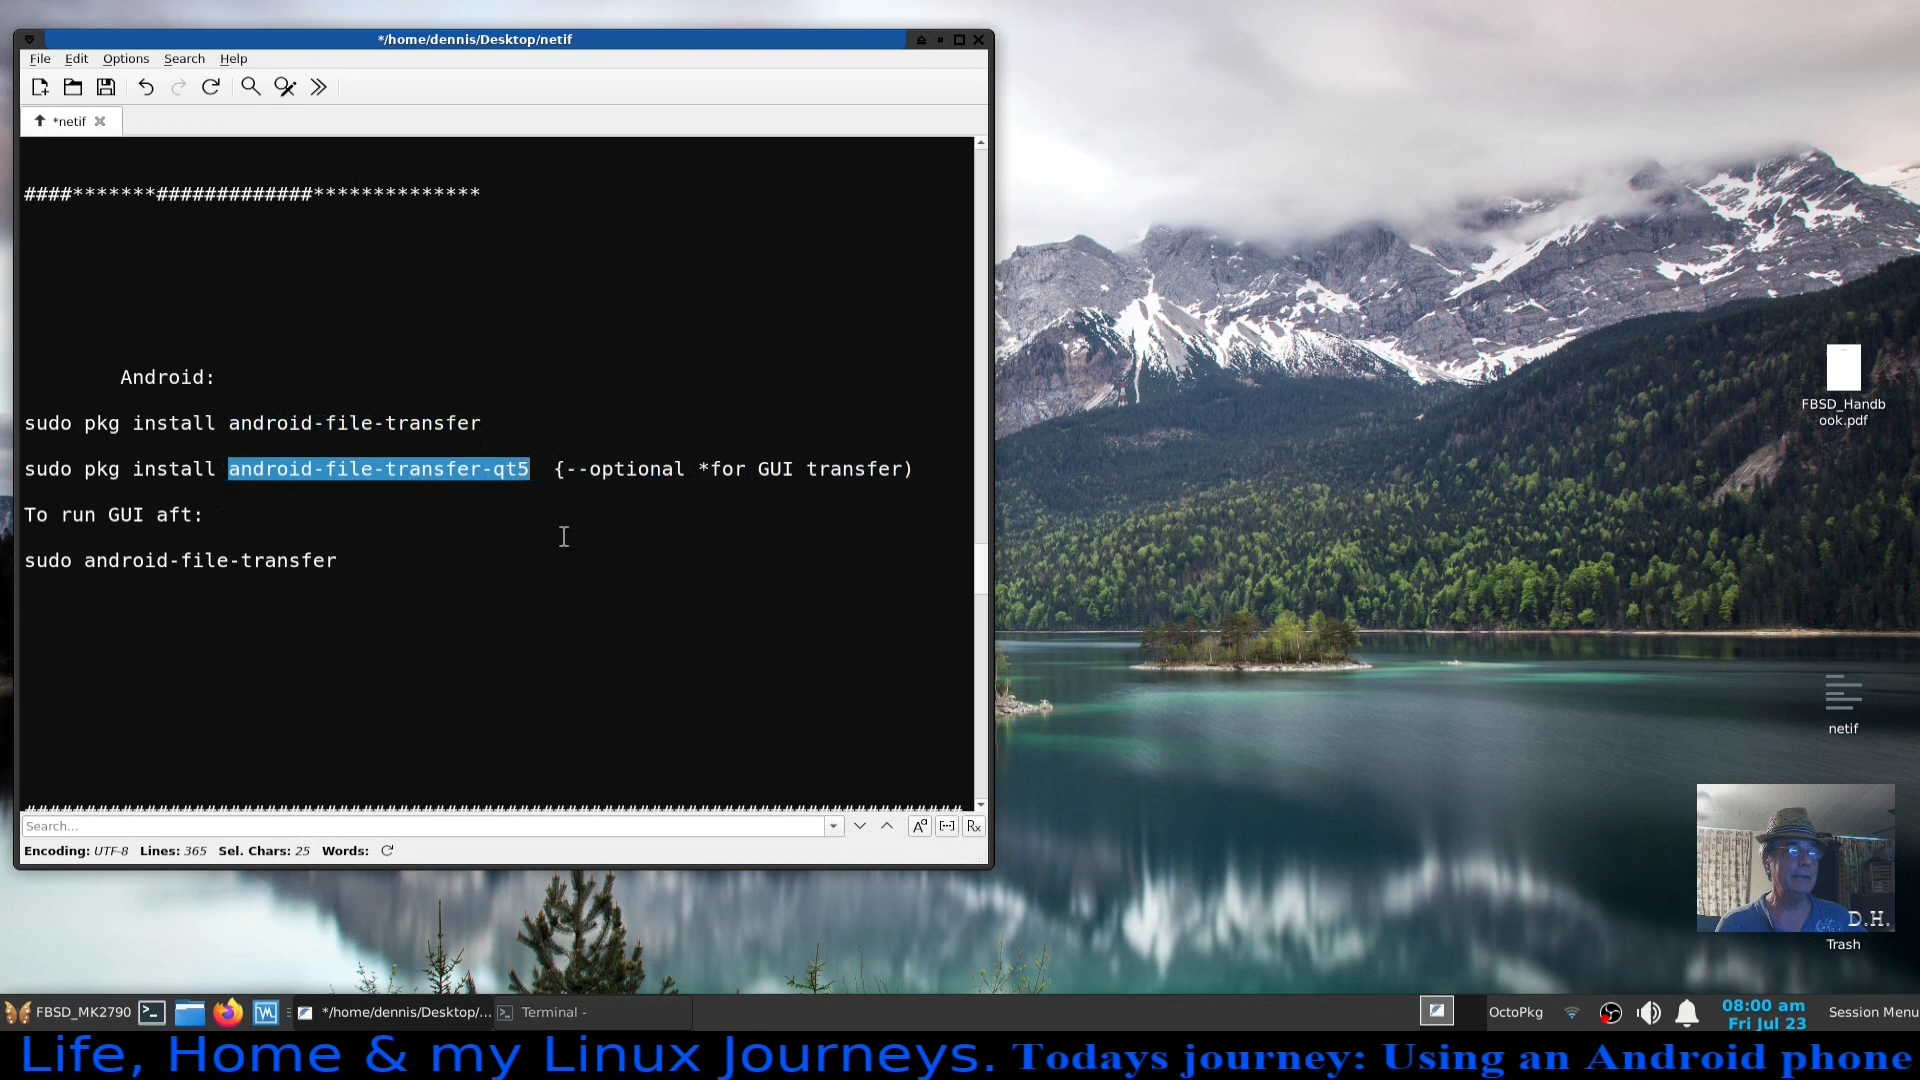 */home/dennis/Desktop/netif
File Edit Options Search Help
*netif
####*******#############**************
Android:
sudo pkg install android-file-transfer
sudo pkg install android-file-transfer-qt5 {--optional *for GUI transfer)
To run GUI aft:
sudo android-file-transfer
Search...
Encoding: UTF-8 Lines: 365 Sel. Chars: 25 Words:
FBSD_Handb
ook.pdf
netif
D.H.
Trash
FBSD_MK2790
*/home/dennis/Desktop/...
Terminal -
OctoPkg
08:00 am
Fri Jul 23
Session Menu
Life, Home & my Linux Journeys. Todays journey: Using an Android phone